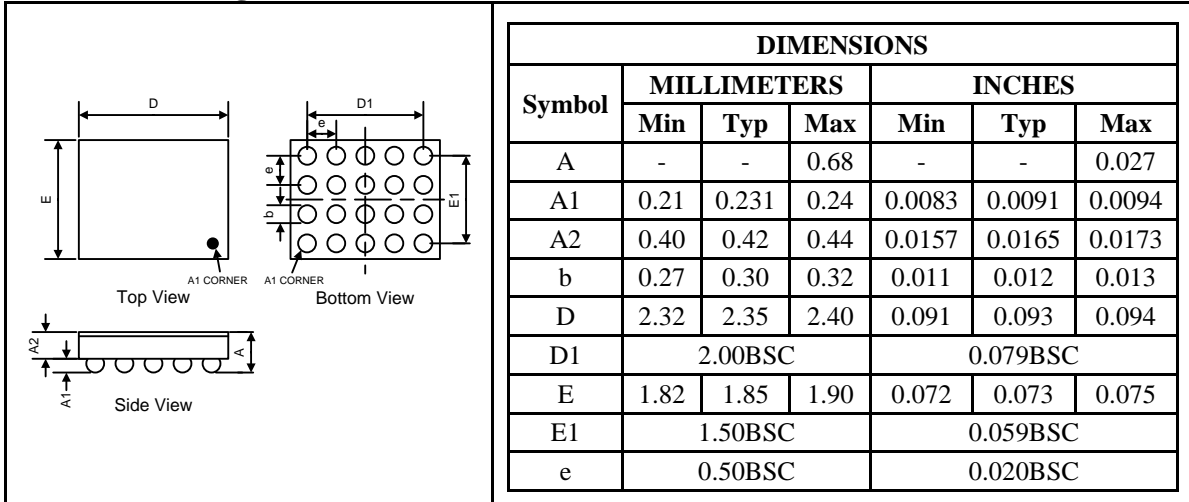 D
E
A1 CORNER
Top View
D1
e
e
b
E1
A1 CORNER
Bottom View
A2
A1
A
Side View
DIMENSIONS
Symbol MILLIMETERS INCHES
Min Typ Max Min Typ Max
A - - 0.68 - - 0.027
A1 0.21 0.231 0.24 0.0083 0.0091 0.0094
A2 0.40 0.42 0.44 0.0157 0.0165 0.0173
b 0.27 0.30 0.32 0.011 0.012 0.013
D 2.32 2.35 2.40 0.091 0.093 0.094
D1 2.00BSC 0.079BSC
E 1.82 1.85 1.90 0.072 0.073 0.075
E1 1.50BSC 0.059BSC
e 0.50BSC 0.020BSC